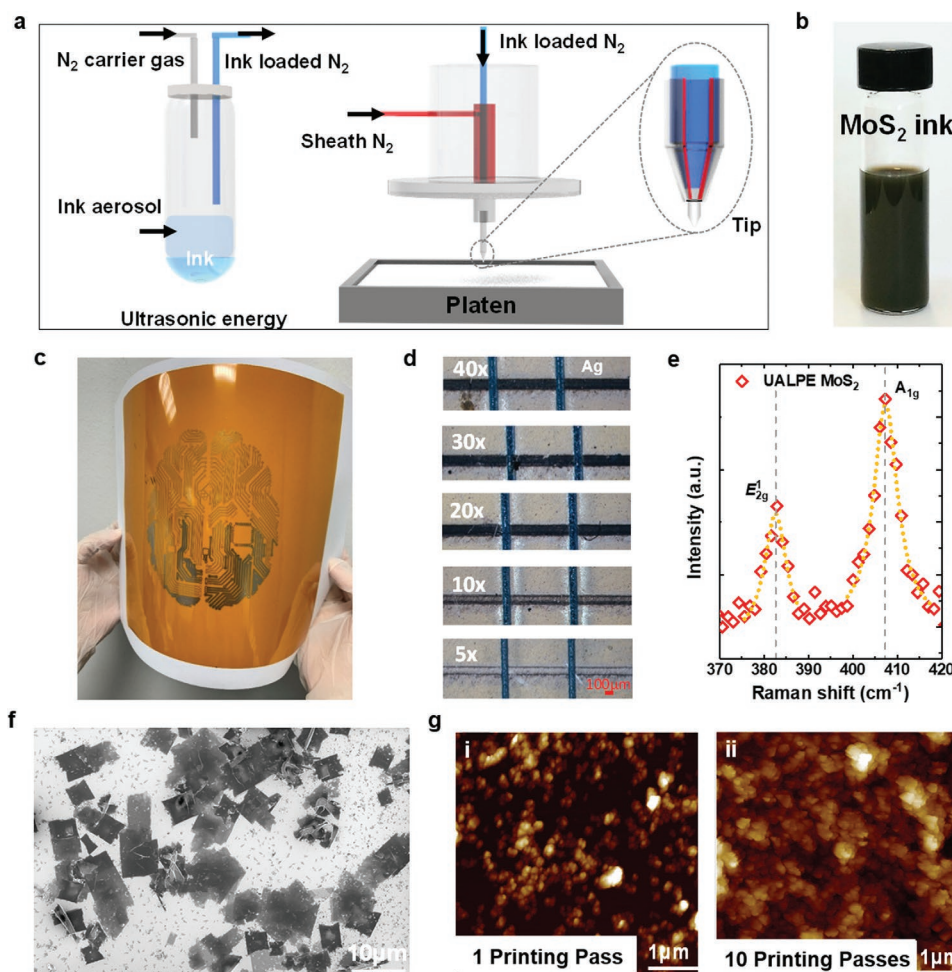 a
N₂ carrier gas
Ink loaded N₂
Ink aerosol
Ink
Ultrasonic energy
Ink loaded N₂
Sheath N₂
Tip
Platen
b
MoS₂ ink
c
d
40x
Ag
30x
20x
10x
5x
100μm
e
UALPE MoS₂
A₁g
E¹₂g
Intensity (a.u.)
370 380 390 400 410 420
Raman shift (cm⁻¹)
f
10μm
g
i
1 Printing Pass
1μm
ii
10 Printing Passes
1μm